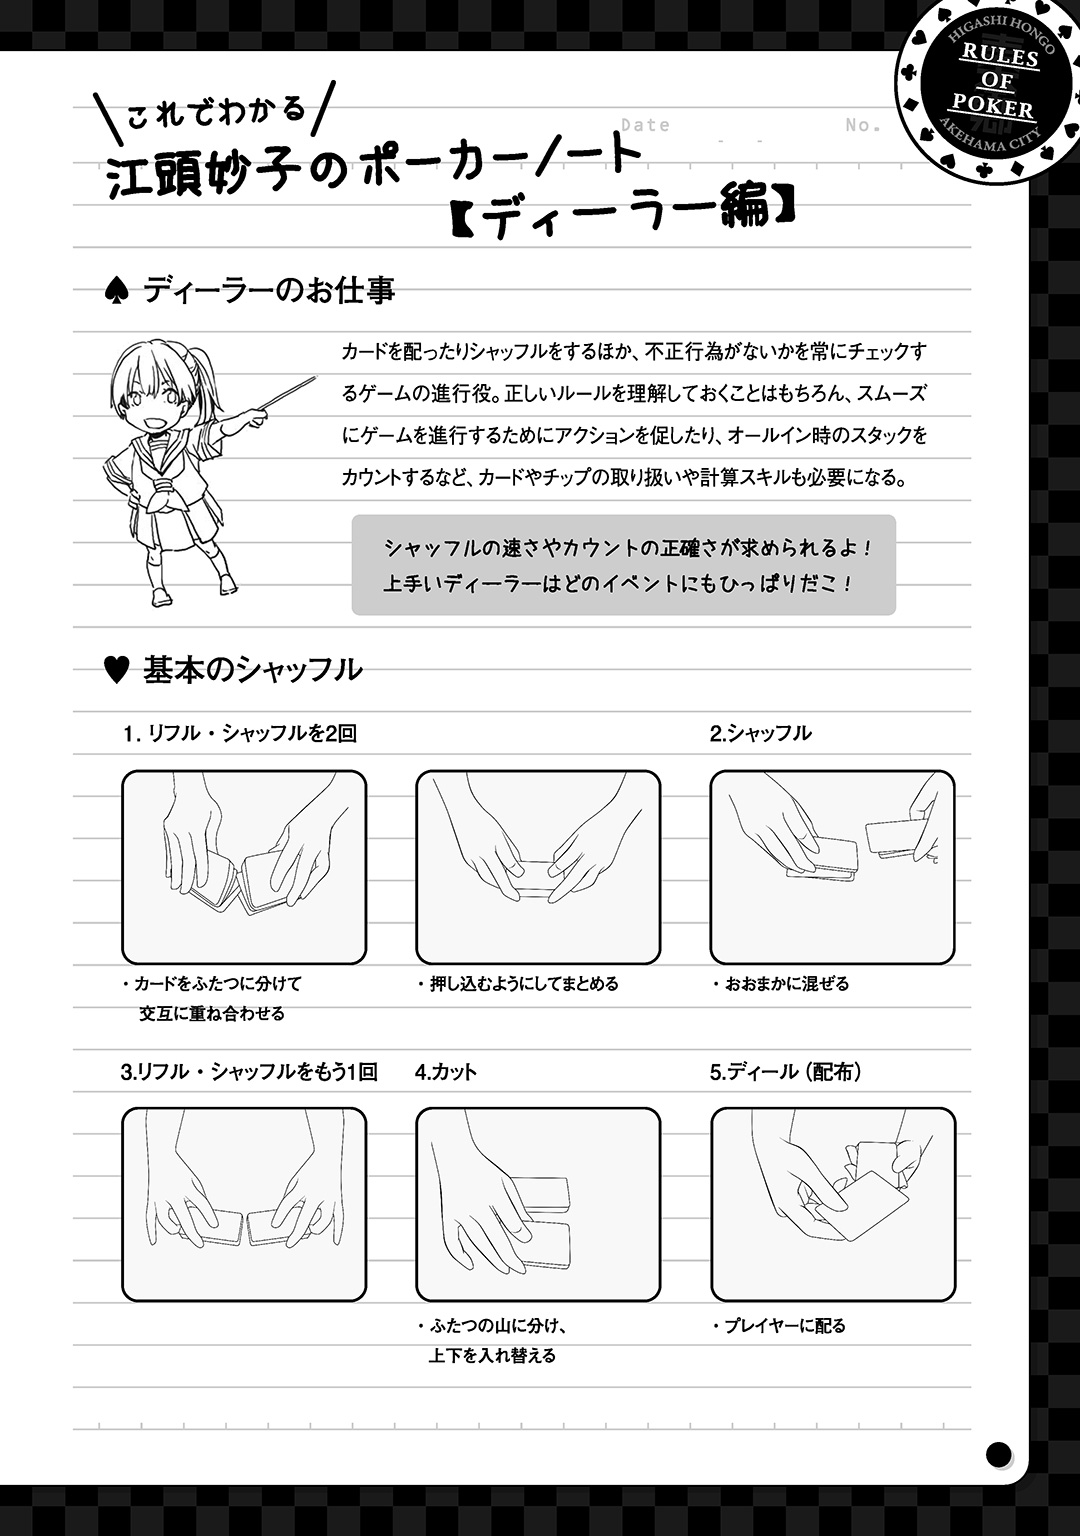 HIGASHI HONGO
RULES
OF
POKER
AKEHAMA CITY
Date
No.
これでわかる
江頭妙子のポーカーノート
【ディーラー編】
♠ ディーラーのお仕事
カードを配ったりシャッフルをするほか、不正行為がないかを常にチェックす
るゲームの進行役。正しいルールを理解しておくことはもちろん、スムーズ
にゲームを進行するためにアクションを促したり、オールイン時のスタックを
カウントするなど、カードやチップの取り扱いや計算スキルも必要になる。
シャッフルの速さやカウントの正確さが求められるよ！
上手いディーラーはどのイベントにもひっぱりだこ！
♥ 基本のシャッフル
1. リフル・シャッフルを2回
2.シャッフル
・カードをふたつに分けて
交互に重ね合わせる
・押し込むようにしてまとめる
・おおまかに混ぜる
3.リフル・シャッフルをもう1回
4.カット
5.ディール（配布）
・ふたつの山に分け、
上下を入れ替える
・プレイヤーに配る